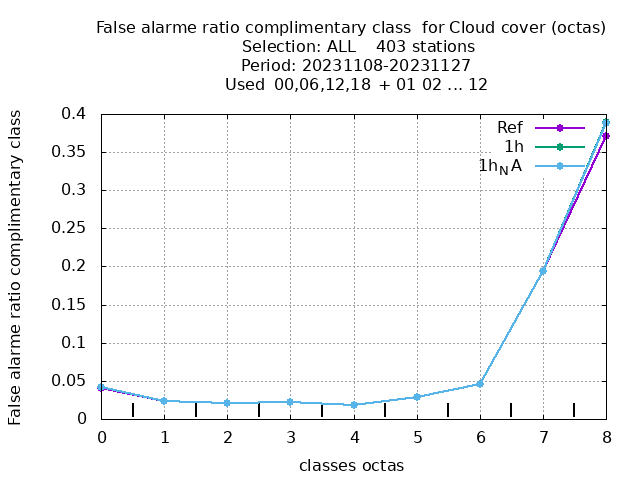 False alarme ratio complimentary class  for Cloud cover (octas)
Selection: ALL    403 stations
Period: 20231108-20231127
Used  00,06,12,18 + 01 02 ... 12
False alarme ratio complimentary class
0.4
0.35
0.3
0.25
0.2
0.15
0.1
0.05
0
Ref
1h
1h_N A
0 1 2 3 4 5 6 7 8
classes octas